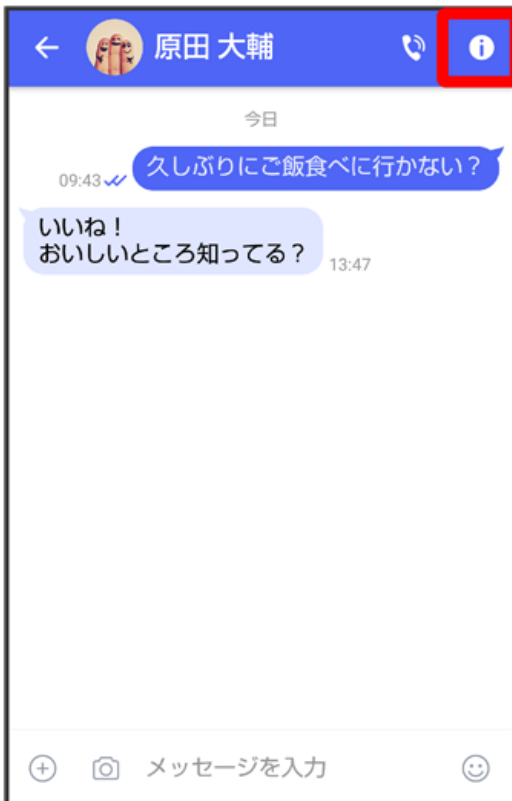 原田 大輔
今日
久しぶりにご飯食べに行かない？
09:43
いいね！
おいしいところ知ってる？
13:47
メッセージを入力